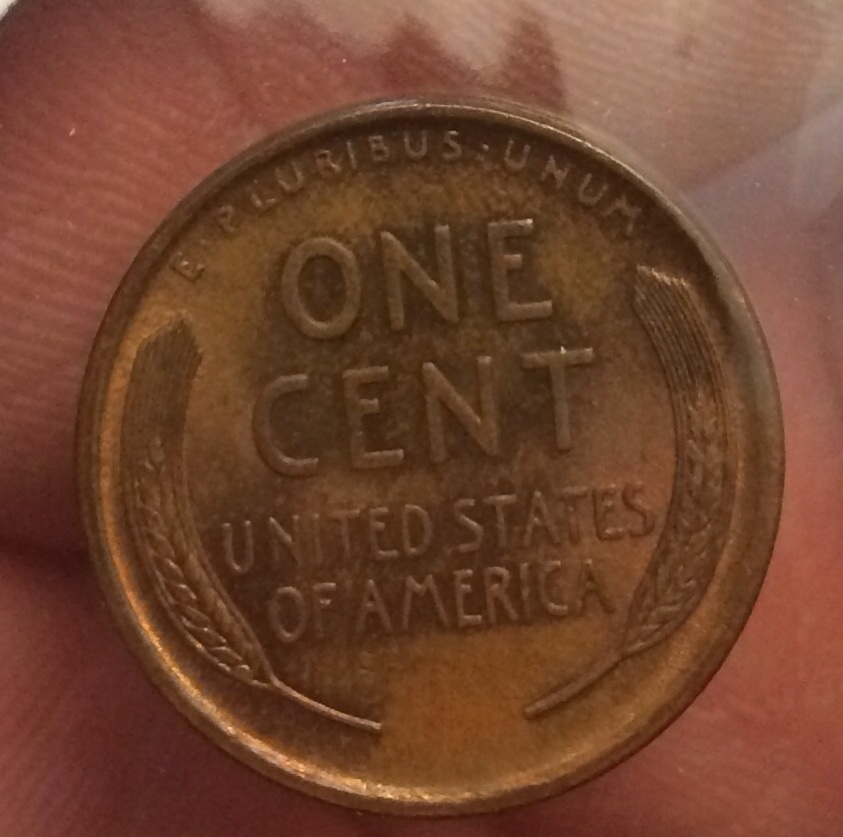 E·PLURIBUS·UNUM
ONE
CENT
UNITED STATES
OF AMERICA